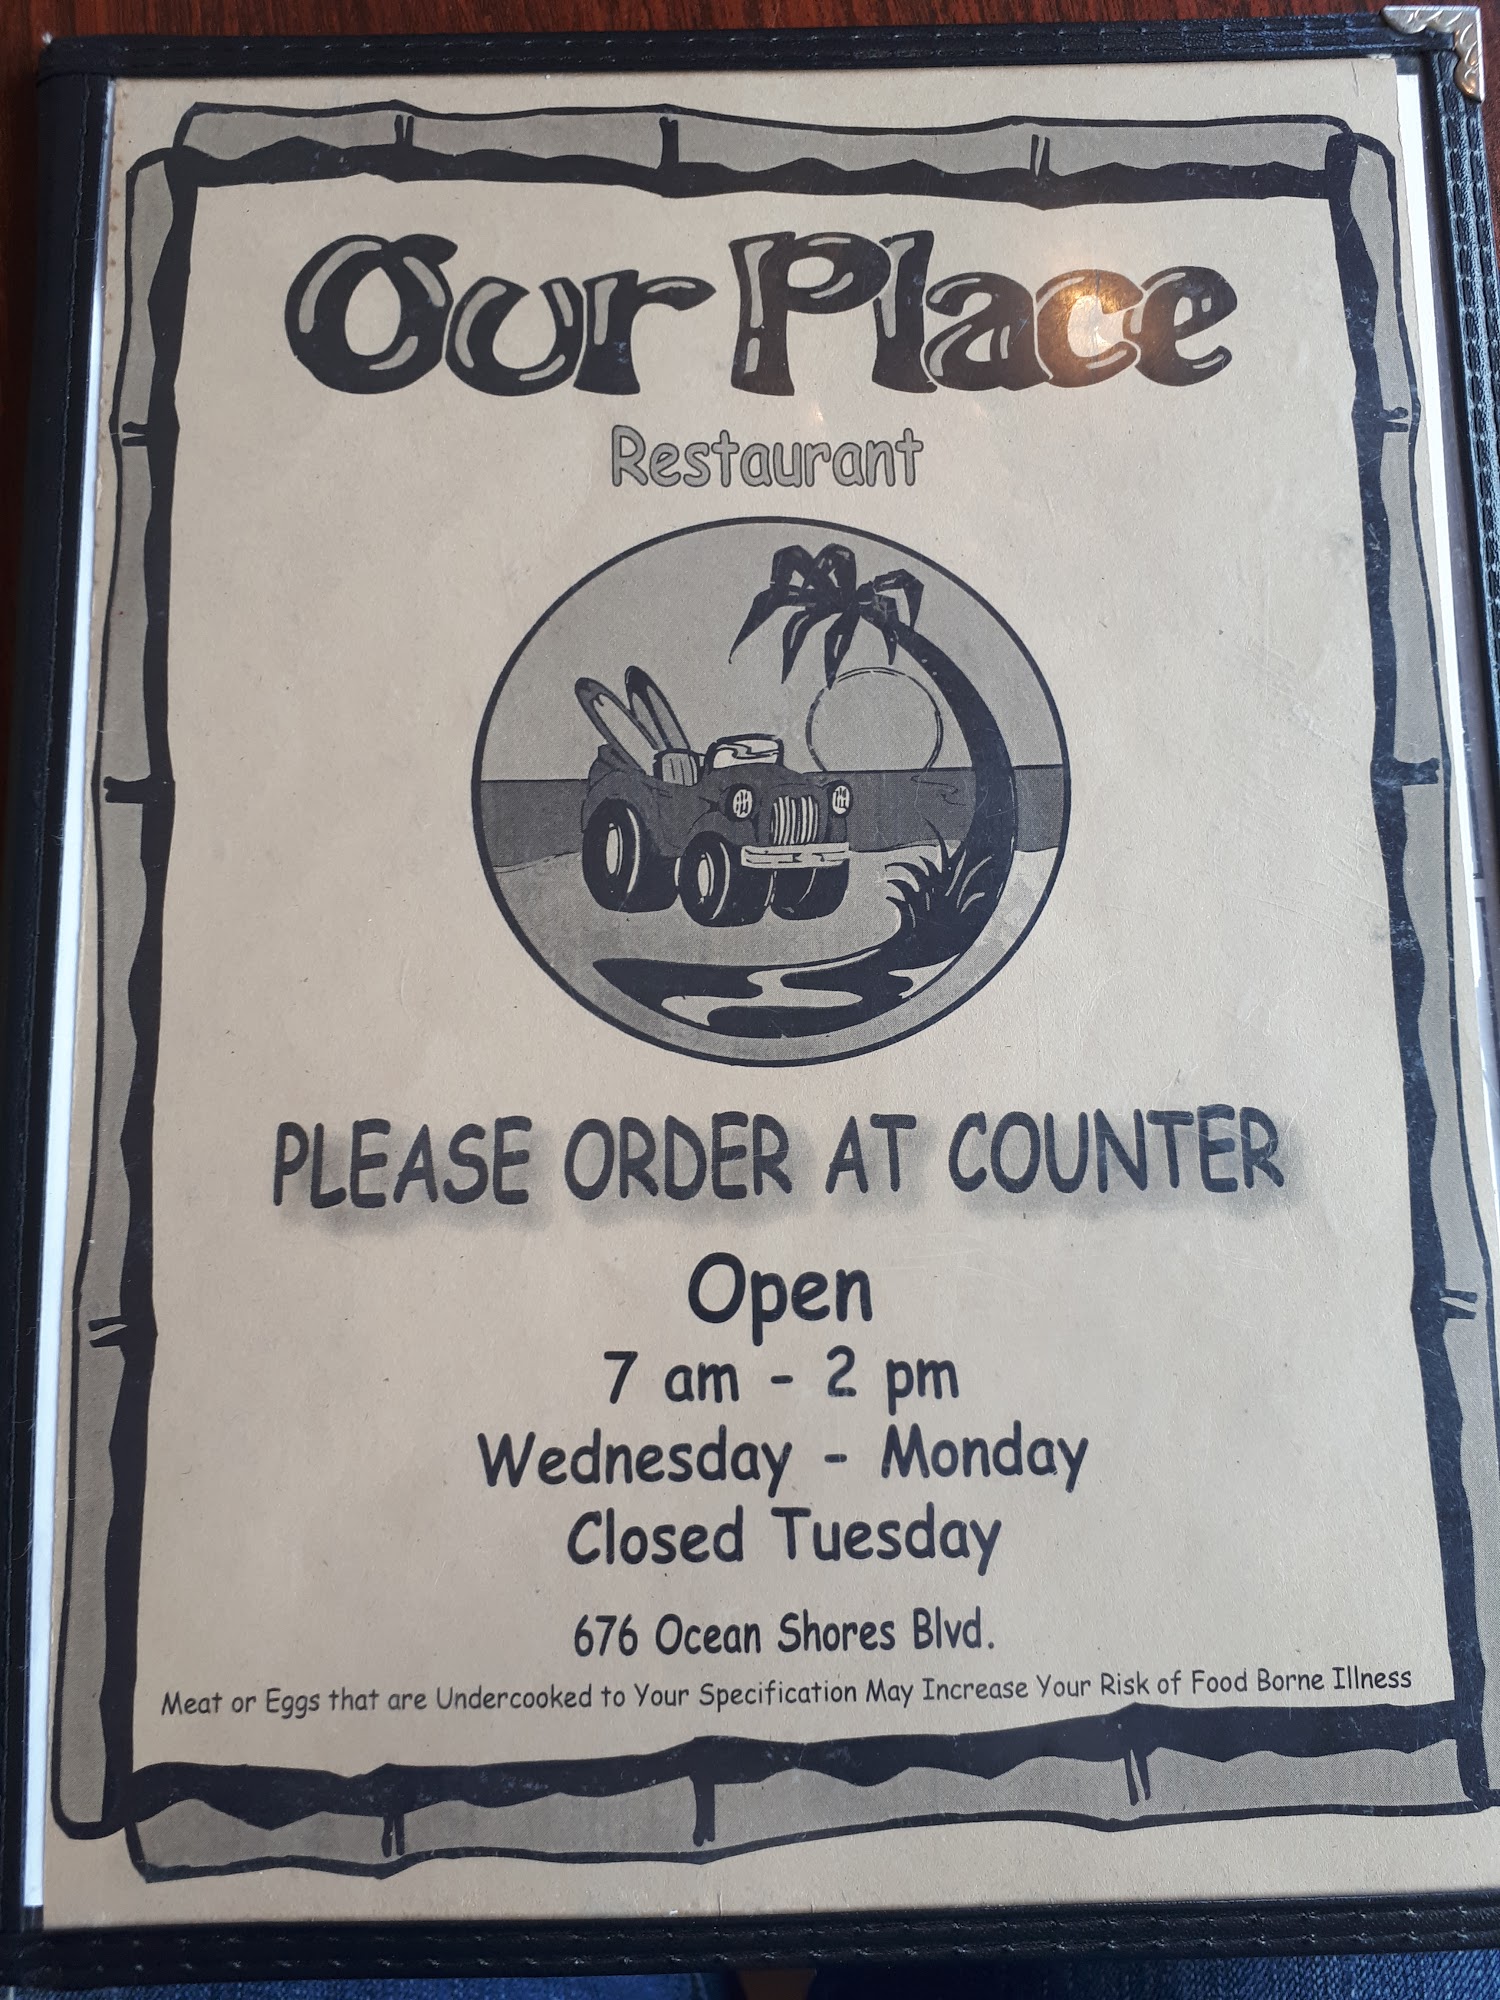 Our Place
Restaurant
PLEASE ORDER AT COUNTER
Open
7 am - 2 pm
Wednesday - Monday
Closed Tuesday
676 Ocean Shores Blvd.
Meat or Eggs that are Undercooked to Your Specification May Increase Your Risk of Food Borne Illness